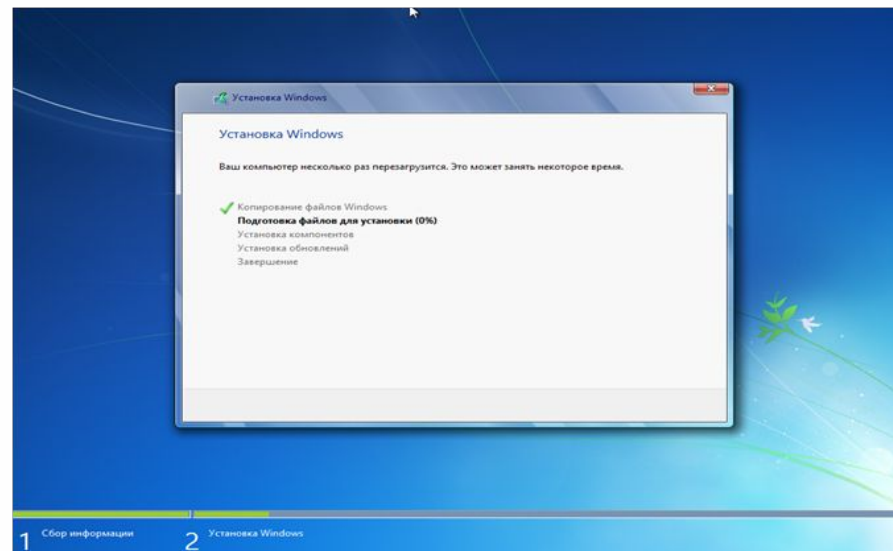 Установка Windows
Установка Windows
Ваш компьютер несколько раз перезагрузится. Это может занять некоторое время.
Копирование файлов Windows
Подготовка файлов для установки (0%)
Установка компонентов
Установка обновлений
Завершение
1 Сбор информации
2 Установка Windows